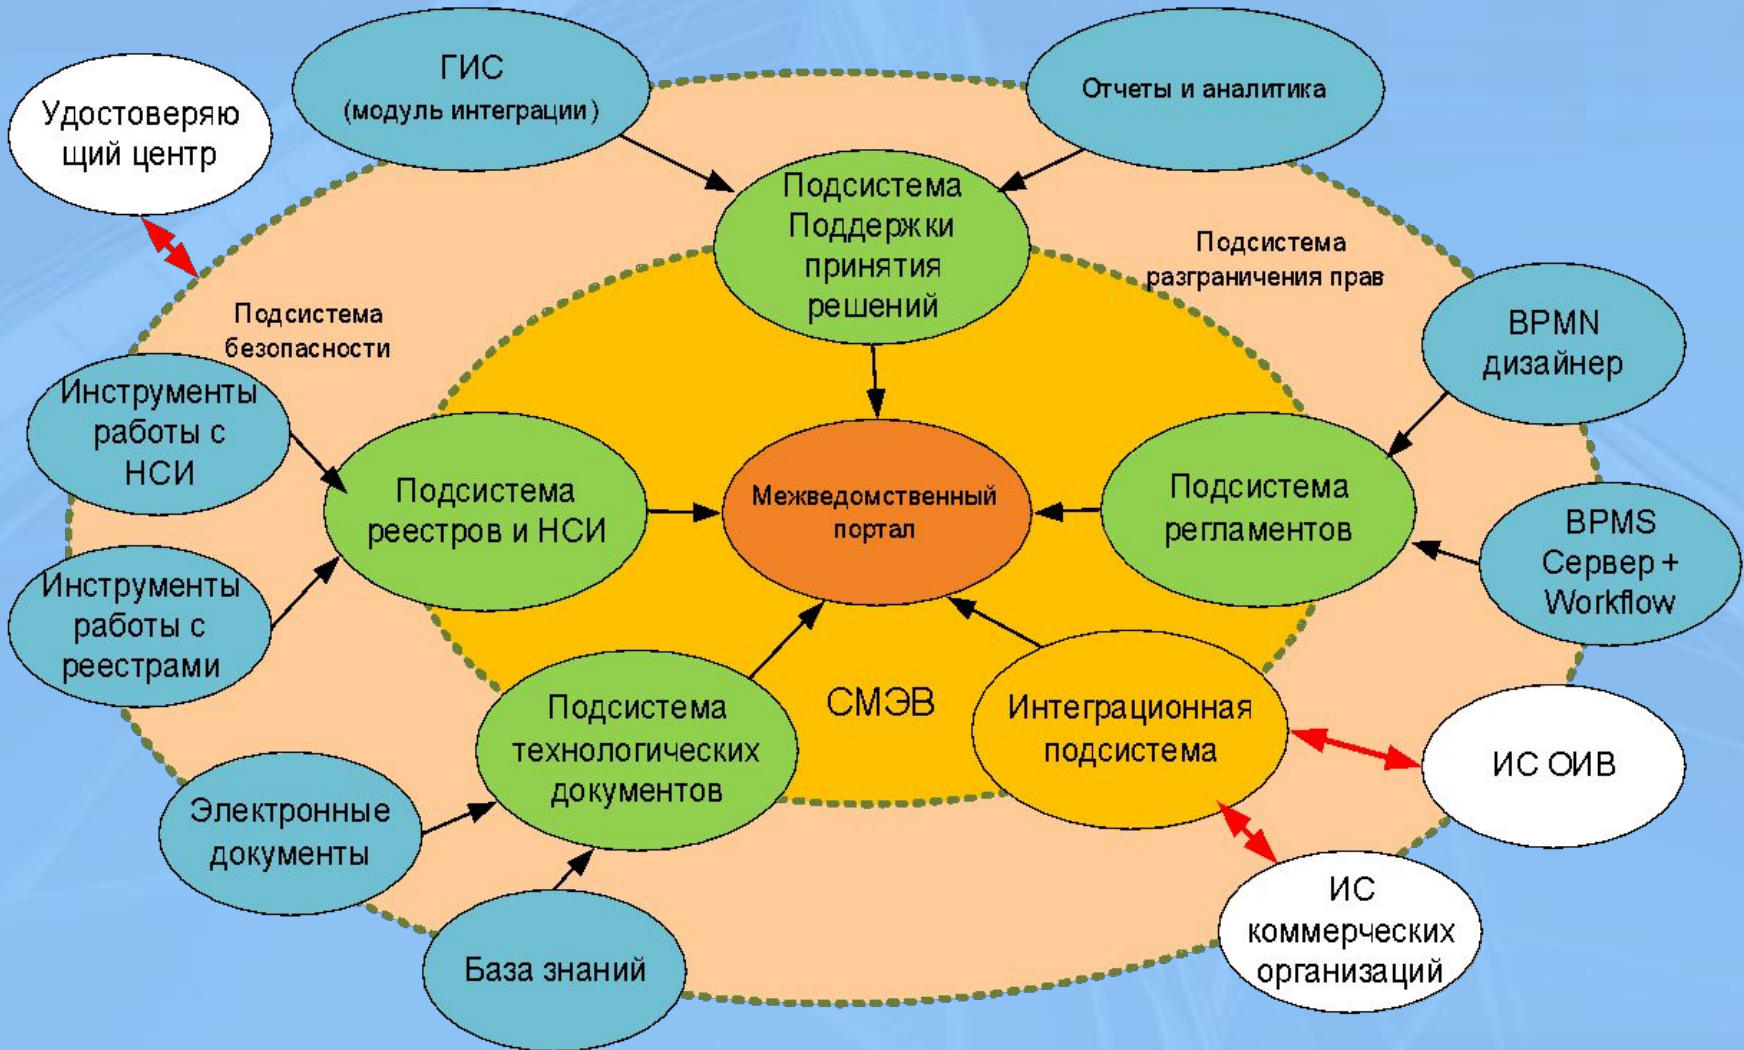 ГИС
(модуль интеграции)
Отчеты и аналитика
Удостоверяю
щий центр
Подсистема
Поддержки
принятия
решений
Подсистема
разграничения прав
Подсистема
безопасности
BPMN
дизайнер
Инструменты
работы с
НСИ
Подсистема
реестров и НСИ
Межведомственный
портал
Подсистема
регламентов
BPMS
Сервер +
Workflow
Инструменты
работы с
реестрами
Подсистема
технологических
документов
СМЭВ
Интеграционная
подсистема
ИС ОИВ
Электронные
документы
База знаний
ИС
коммерческих
организаций